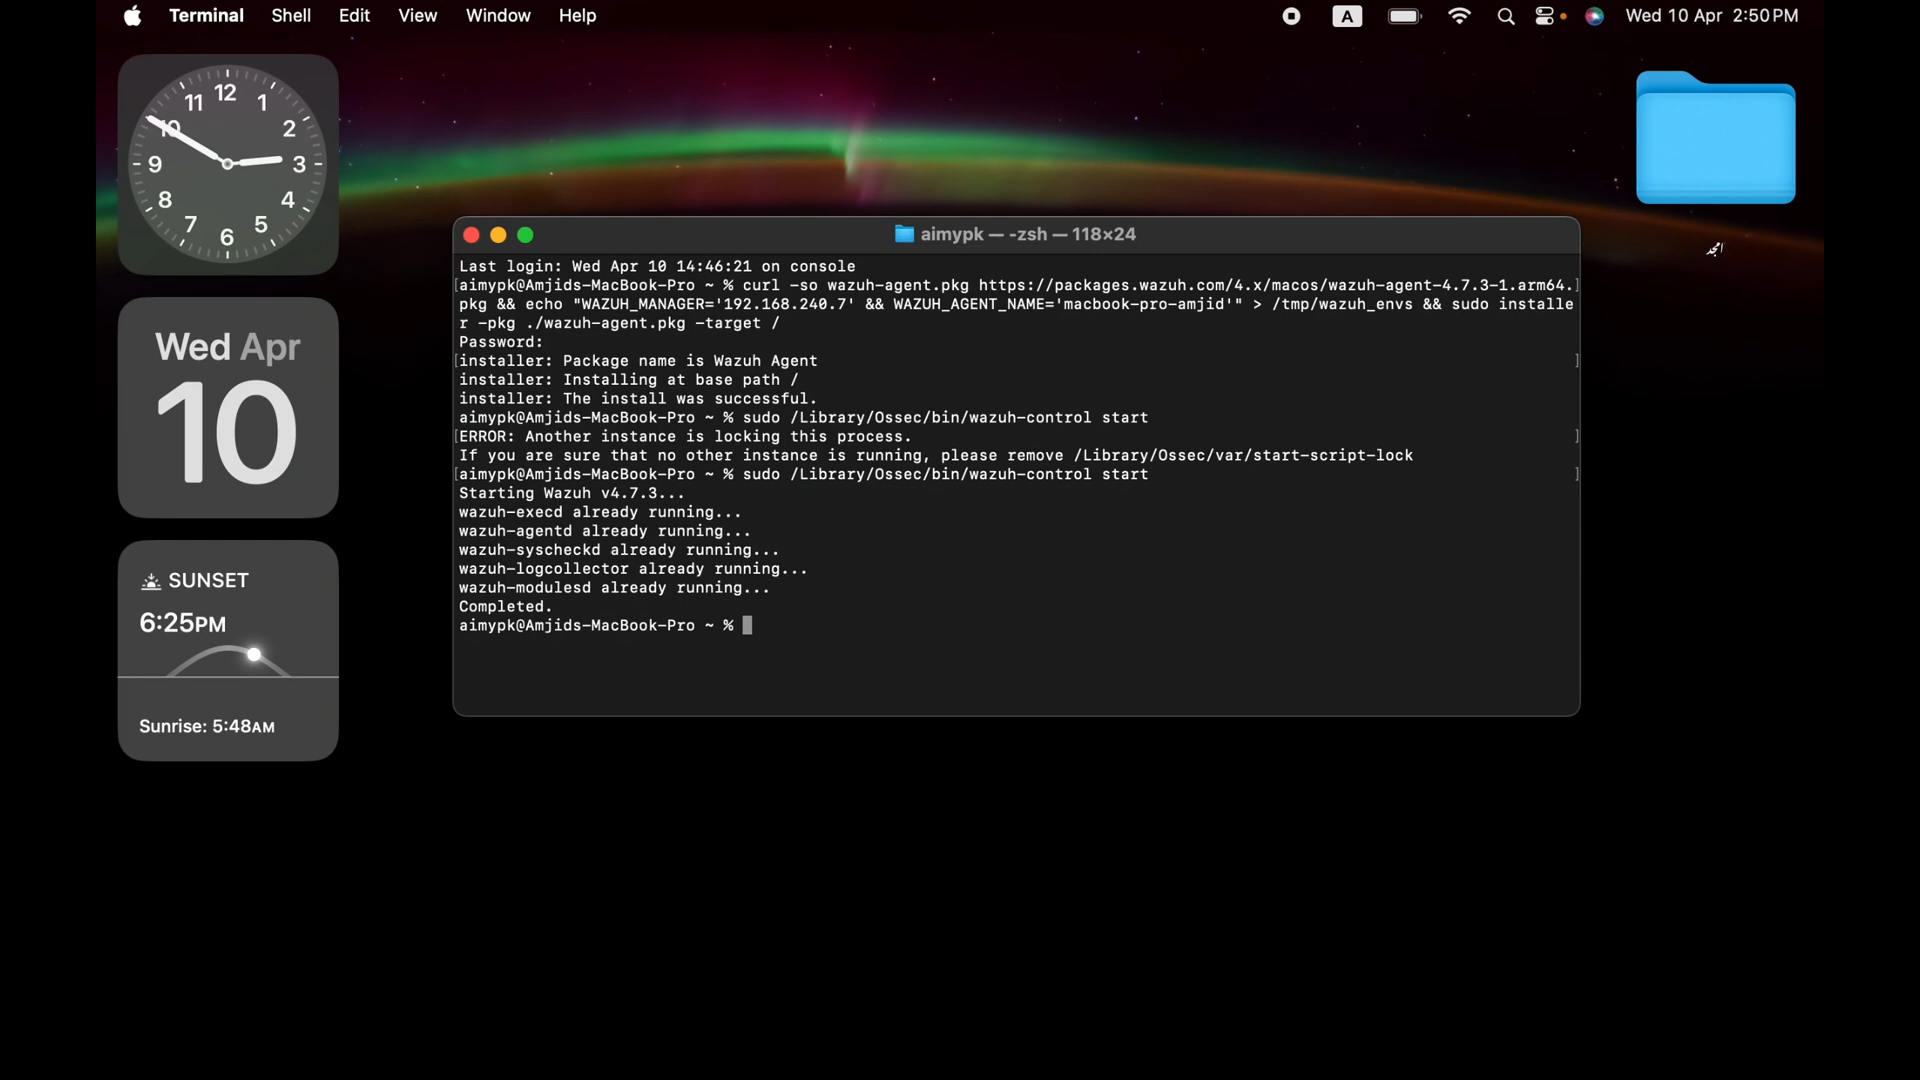 Terminal Shell Edit View Window Help
A
Wed 10 Apr 2:50 PM
12
11 1
10 2
9 3
8 4
7 5
6
Wed Apr
10
SUNSET
6:25PM
Sunrise: 5:48AM
امجد
aimypk — -zsh — 118×24
Last login: Wed Apr 10 14:46:21 on console
[aimypk@Amjids-MacBook-Pro ~ % curl -so wazuh-agent.pkg https://packages.wazuh.com/4.x/macos/wazuh-agent-4.7.3-1.arm64.]
pkg && echo "WAZUH_MANAGER='192.168.240.7' && WAZUH_AGENT_NAME='macbook-pro-amjid'" > /tmp/wazuh_envs && sudo installe
r -pkg ./wazuh-agent.pkg -target /
Password:
[installer: Package name is Wazuh Agent ]
installer: Installing at base path /
installer: The install was successful.
aimypk@Amjids-MacBook-Pro ~ % sudo /Library/Ossec/bin/wazuh-control start
[ERROR: Another instance is locking this process. ]
If you are sure that no other instance is running, please remove /Library/Ossec/var/start-script-lock
[aimypk@Amjids-MacBook-Pro ~ % sudo /Library/Ossec/bin/wazuh-control start ]
Starting Wazuh v4.7.3...
wazuh-execd already running...
wazuh-agentd already running...
wazuh-syscheckd already running...
wazuh-logcollector already running...
wazuh-modulesd already running...
Completed.
aimypk@Amjids-MacBook-Pro ~ %